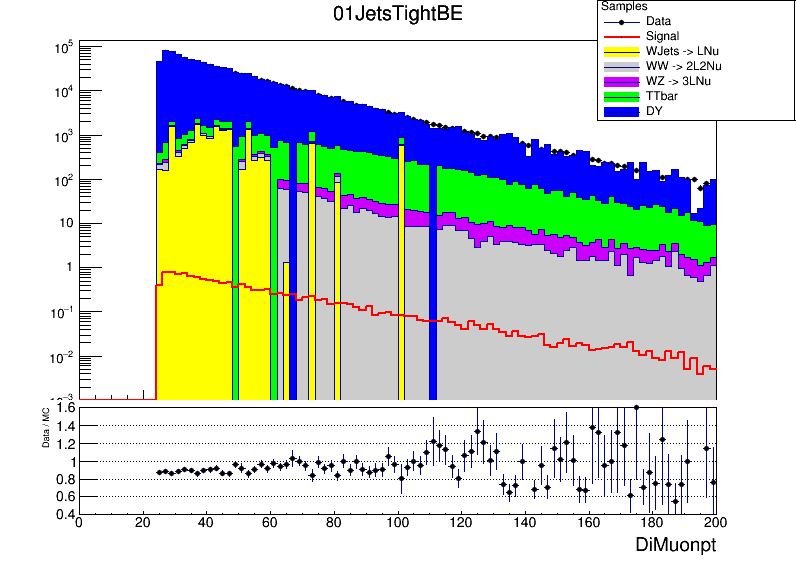 01JetsTightBE
Samples
Data
Signal
WJets -> LNu
WW -> 2L2Nu
WZ -> 3LNu
TTbar
DY
10^5
10^4
10^3
10^2
10
1
10^-1
10^-2
10^-3
Data / MC
1.6
1.4
1.2
1
0.8
0.6
0.4
0 20 40 60 80 100 120 140 160 180 200
DiMuonpt